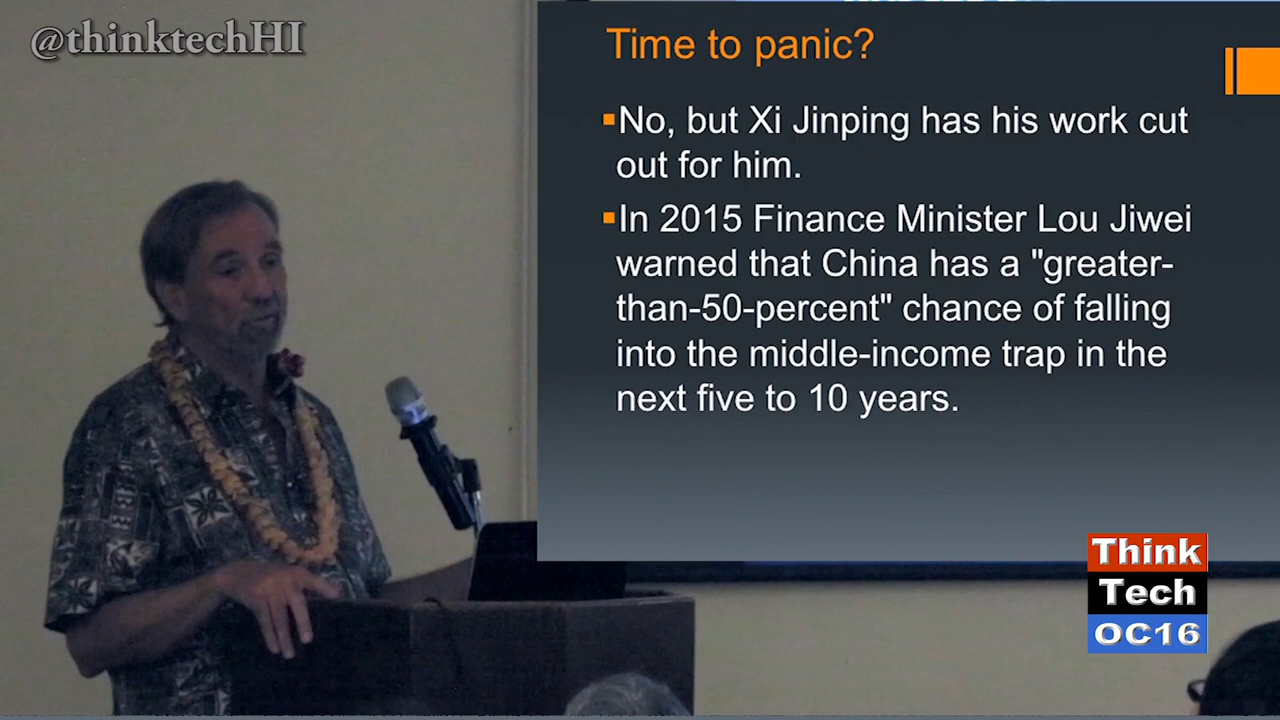 @thinktechHI
Time to panic?
▪No, but Xi Jinping has his work cut
out for him.
▪In 2015 Finance Minister Lou Jiwei
warned that China has a "greater-
than-50-percent" chance of falling
into the middle-income trap in the
next five to 10 years.
Think
Tech
OC16